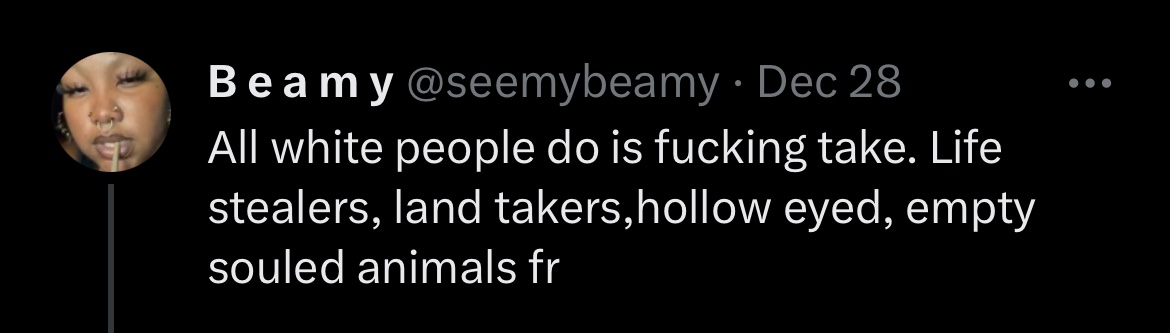 B e a m y @seemybeamy · Dec 28
All white people do is fucking take. Life
stealers, land takers,hollow eyed, empty
souled animals fr